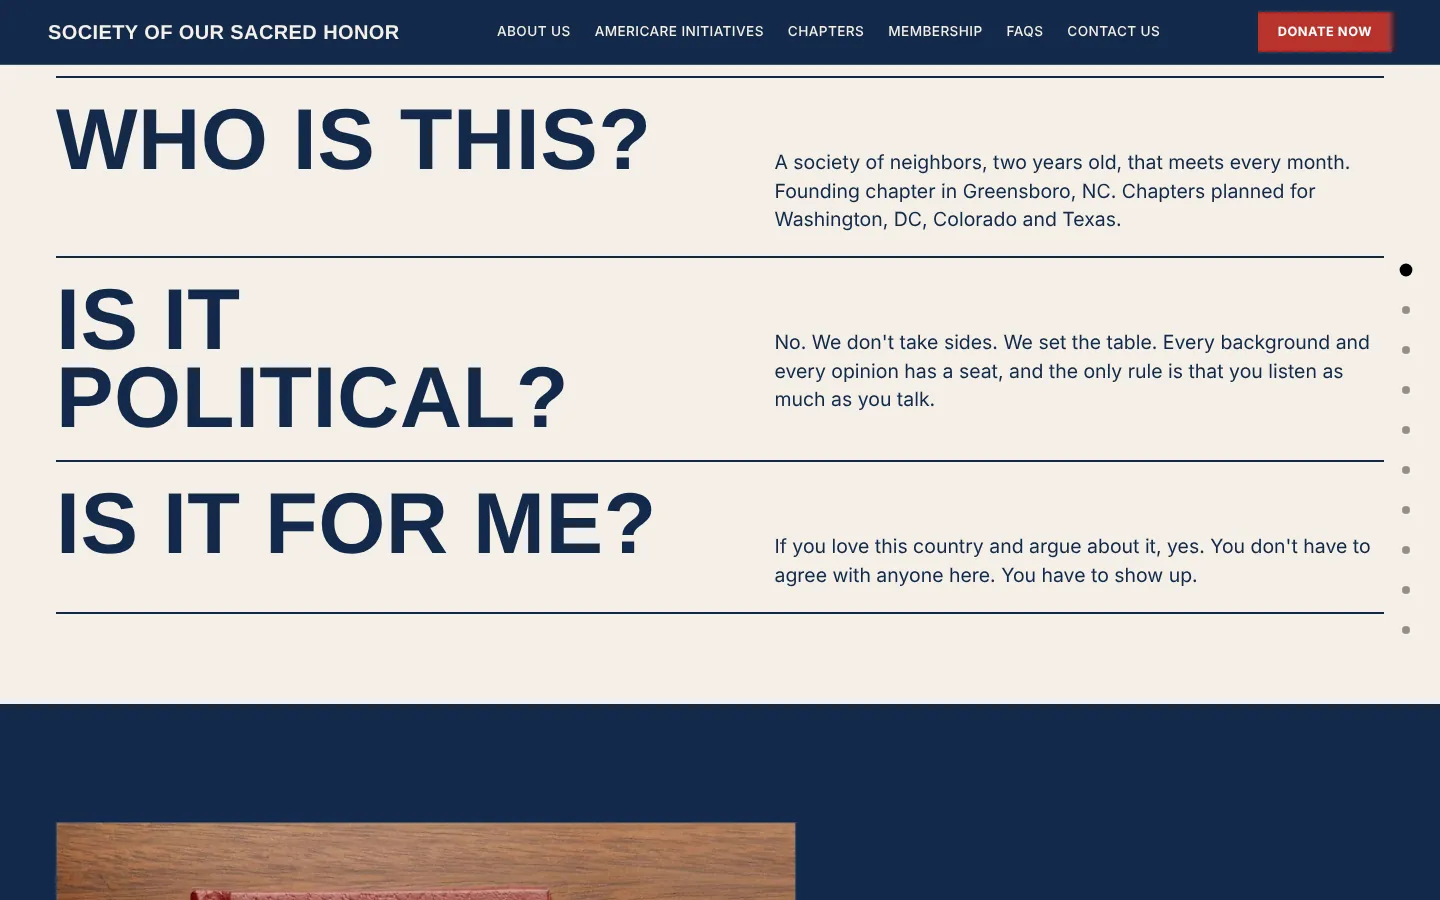 SOCIETY OF OUR SACRED HONOR
ABOUT US
AMERICARE INITIATIVES
CHAPTERS
MEMBERSHIP
FAQS
CONTACT US
DONATE NOW
WHO IS THIS?
A society of neighbors, two years old, that meets every month.
Founding chapter in Greensboro, NC. Chapters planned for
Washington, DC, Colorado and Texas.
IS IT
POLITICAL?
No. We don't take sides. We set the table. Every background and
every opinion has a seat, and the only rule is that you listen as
much as you talk.
IS IT FOR ME?
If you love this country and argue about it, yes. You don't have to
agree with anyone here. You have to show up.